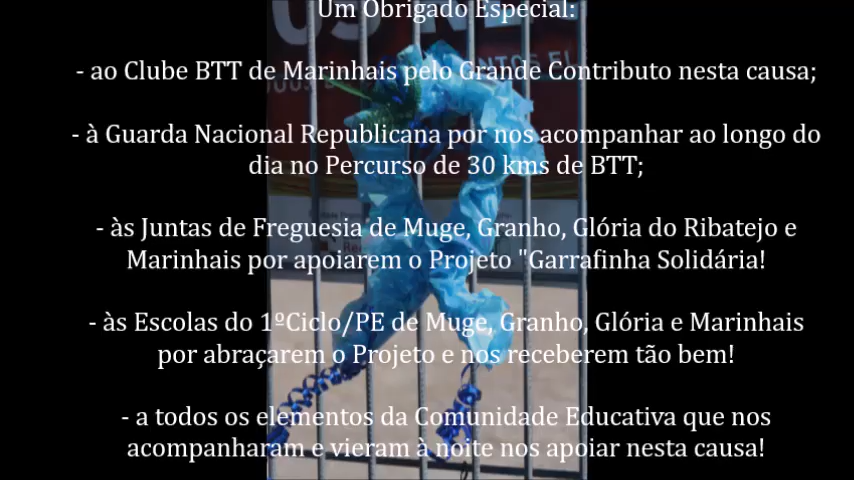 Um Obrigado Especial:
- ao Clube BTT de Marinhais pelo Grande Contributo nesta causa;
- à Guarda Nacional Republicana por nos acompanhar ao longo do
dia no Percurso de 30 kms de BTT;
- às Juntas de Freguesia de Muge, Granho, Glória do Ribatejo e
Marinhais por apoiarem o Projeto "Garrafinha Solidária!
- às Escolas do 1ºCiclo/PE de Muge, Granho, Glória e Marinhais
por abraçarem o Projeto e nos receberem tão bem!
- a todos os elementos da Comunidade Educativa que nos
acompanharam e vieram à noite nos apoiar nesta causa!